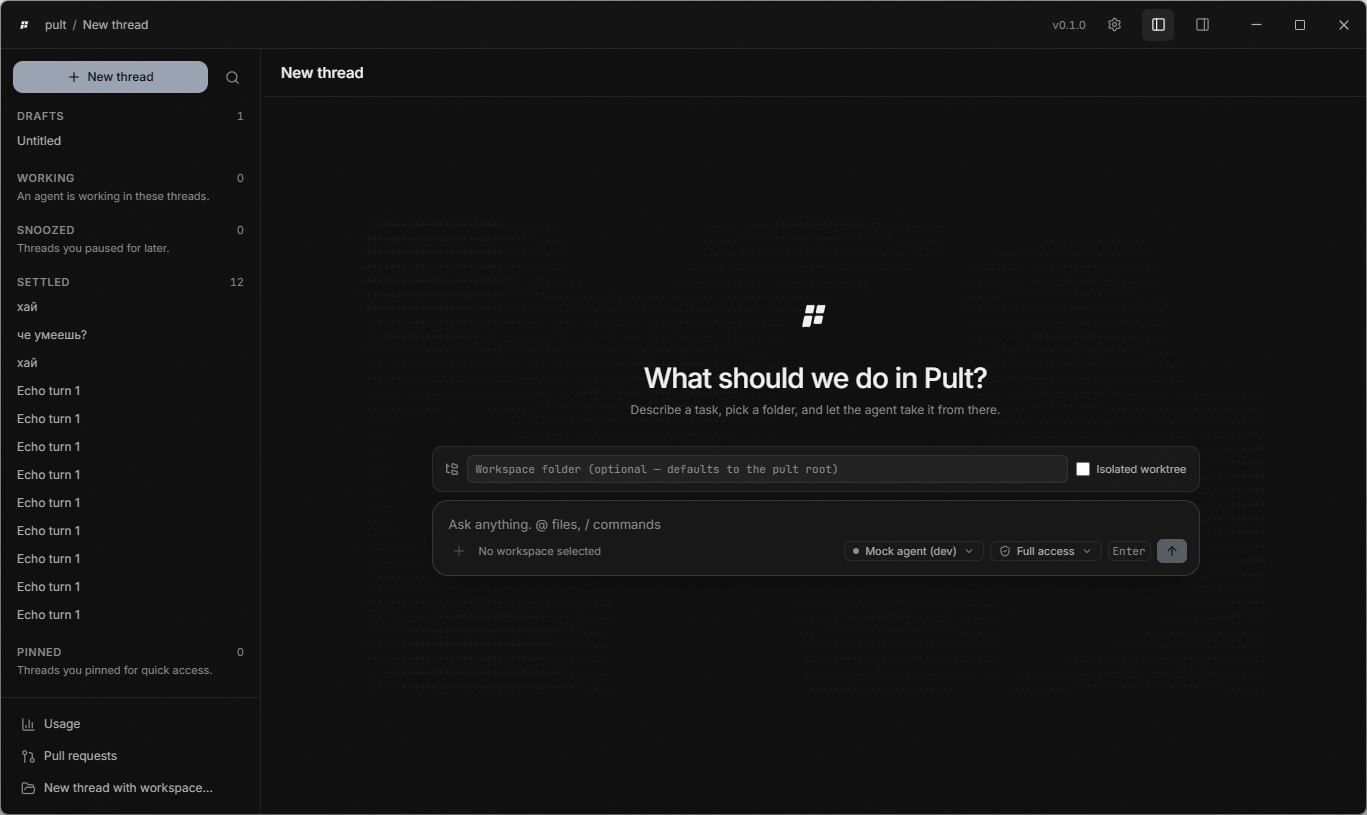 pult / New thread
v0.1.0
New thread
New thread
DRAFTS 1
Untitled
WORKING 0
An agent is working in these threads.
SNOOZED 0
Threads you paused for later.
SETTLED 12
хай
че умеешь?
хай
Echo turn 1
Echo turn 1
Echo turn 1
Echo turn 1
Echo turn 1
Echo turn 1
Echo turn 1
Echo turn 1
Echo turn 1
PINNED 0
Threads you pinned for quick access.
Usage
Pull requests
New thread with workspace...
What should we do in Pult?
Describe a task, pick a folder, and let the agent take it from there.
Workspace folder (optional — defaults to the pult root)
Isolated worktree
Ask anything. @ files, / commands
No workspace selected
Mock agent (dev)
Full access
Enter